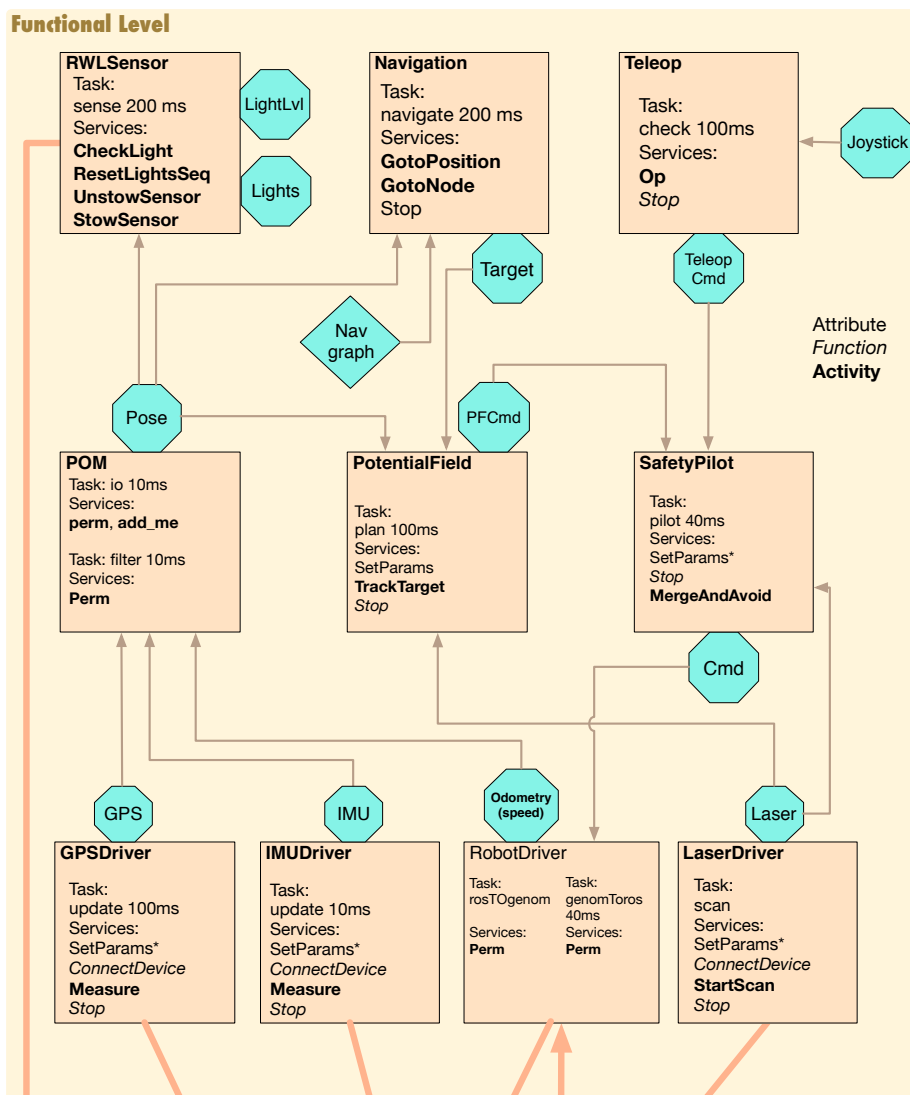 Functional Level
RWLSensor
Task:
sense 200 ms
Services:
CheckLight
ResetLightsSeq
UnstowSensor
StowSensor
LightLvl
Lights
Navigation
Task:
navigate 200 ms
Services:
GotoPosition
GotoNode
Stop
Teleop
Task:
check 100ms
Services:
Op
Stop
Joystick
Target
Teleop
Cmd
Nav
graph
Attribute
Function
Activity
Pose
PFCmd
POM
Task: io 10ms
Services:
perm, add_me
Task: filter 10ms
Services:
Perm
PotentialField
Task:
plan 100ms
Services:
SetParams
TrackTarget
Stop
SafetyPilot
Task:
pilot 40ms
Services:
SetParams*
Stop
MergeAndAvoid
Cmd
GPS
IMU
Odometry
(speed)
Laser
GPSDriver
Task:
update 100ms
Services:
SetParams*
ConnectDevice
Measure
Stop
IMUDriver
Task:
update 10ms
Services:
SetParams*
ConnectDevice
Measure
Stop
RobotDriver
Task:
rosTOgenom
Services:
Perm
Task:
genomToros
40ms
Services:
Perm
LaserDriver
Task:
scan
Services:
SetParams*
ConnectDevice
StartScan
Stop